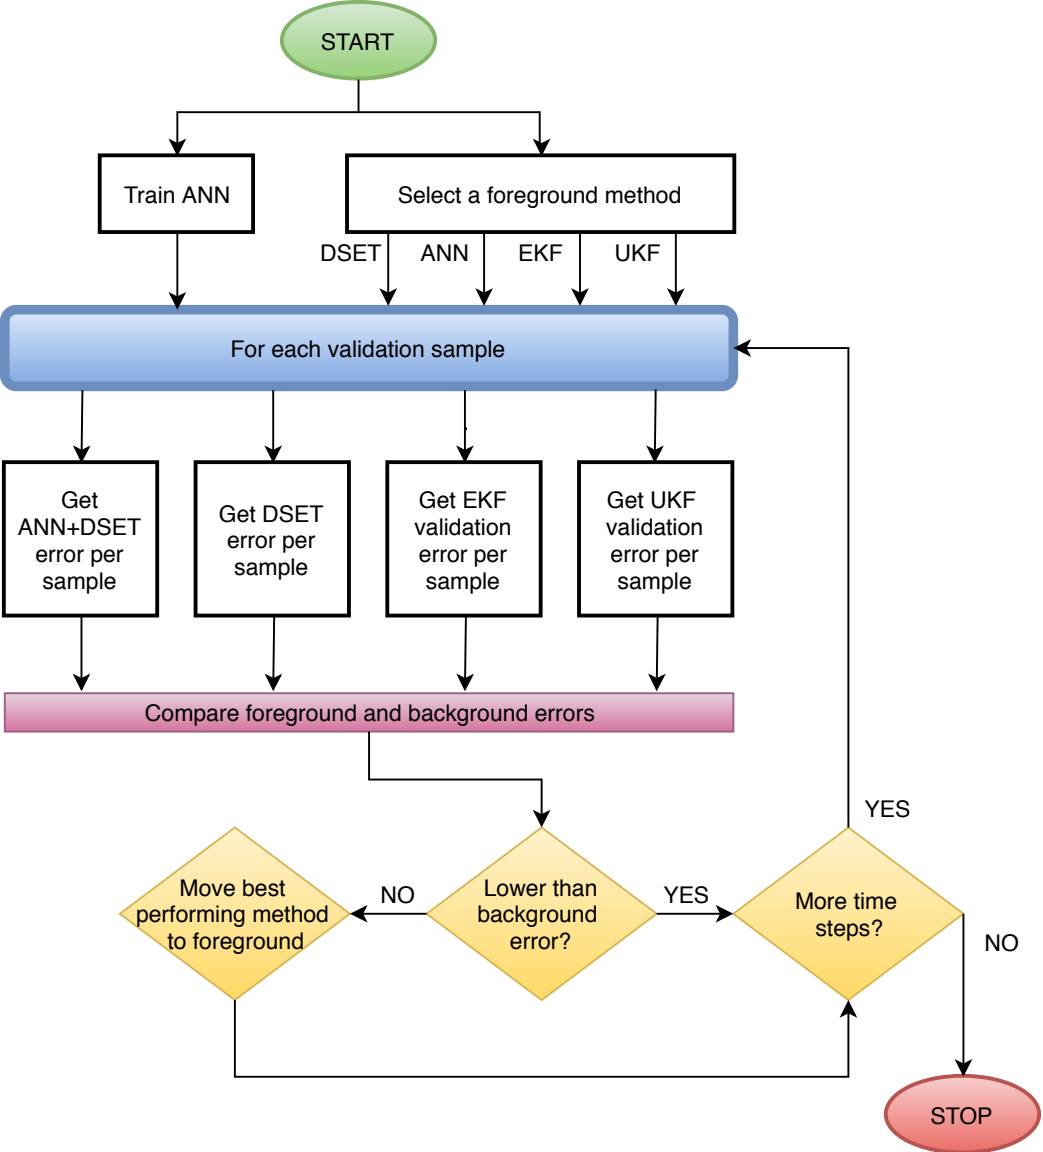 START
Train ANN
Select a foreground method
DSET
ANN
EKF
UKF
For each validation sample
Get
ANN+DSET
error per
sample
Get DSET
error per
sample
Get EKF
validation
error per
sample
Get UKF
validation
error per
sample
Compare foreground and background errors
YES
Move best
performing method
to foreground
NO
Lower than
background
error?
YES
More time
steps?
NO
STOP